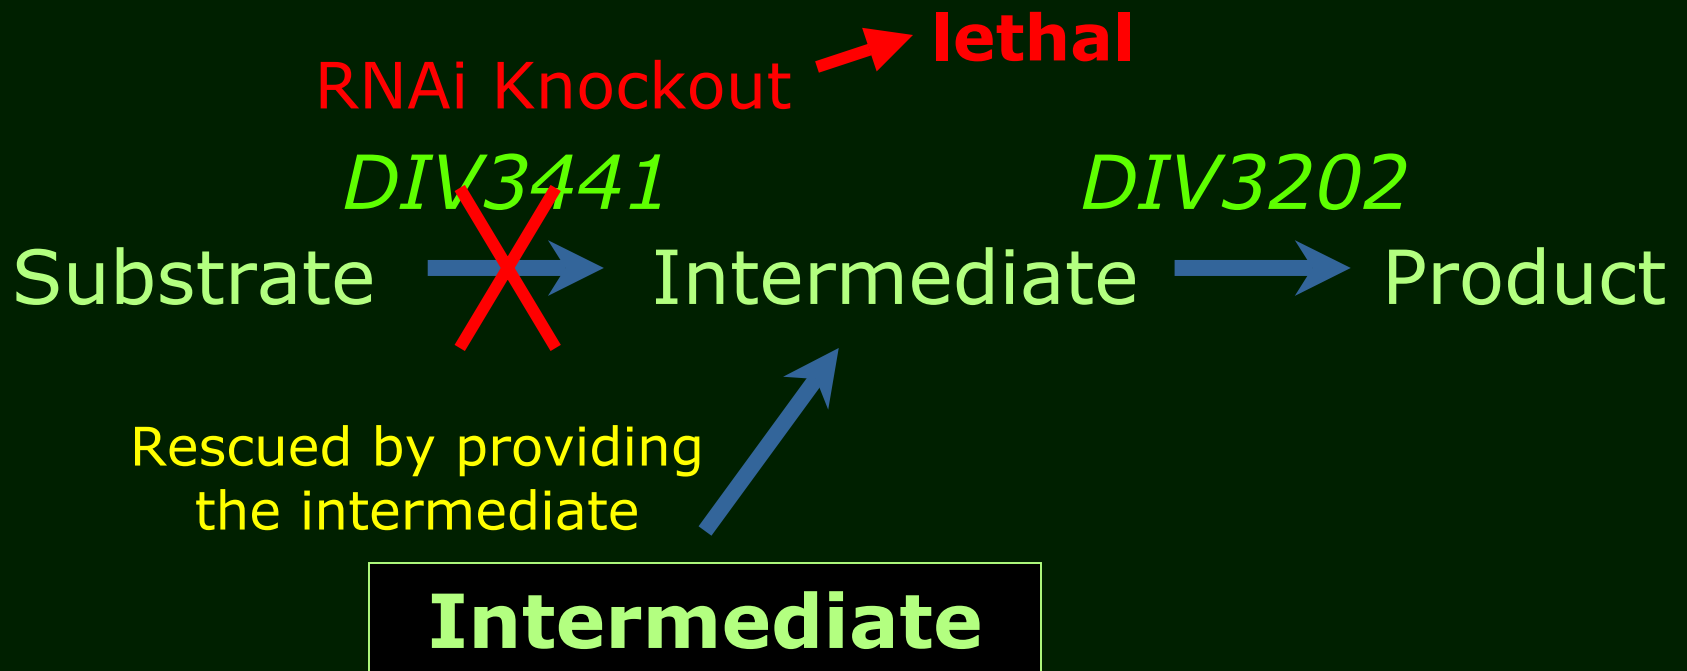 lethal
RNAi Knockout
DIV3441 DIV3202
Substrate Intermediate Product
Rescued by providing
the intermediate
Intermediate